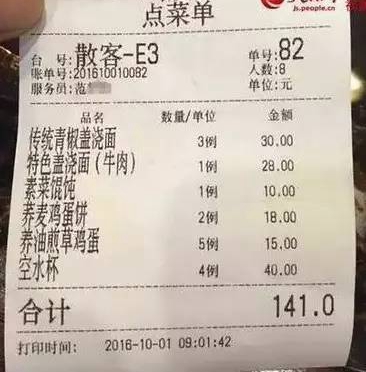 js.people.cn
点菜单
台号: 散客-E3 单号: 82
账单号: 201610010082 人数: 8
服务员: 范 单位: 元
品名 数量/单位 金额
传统青椒盖浇面 3例 30.00
特色盖浇面(牛肉) 1例 28.00
素菜馄饨 1例 10.00
荞麦鸡蛋饼 2例 18.00
养油煎草鸡蛋 5例 15.00
空水杯 4例 40.00
合计 141.0
打印时间: 2016-10-01 09:01:42